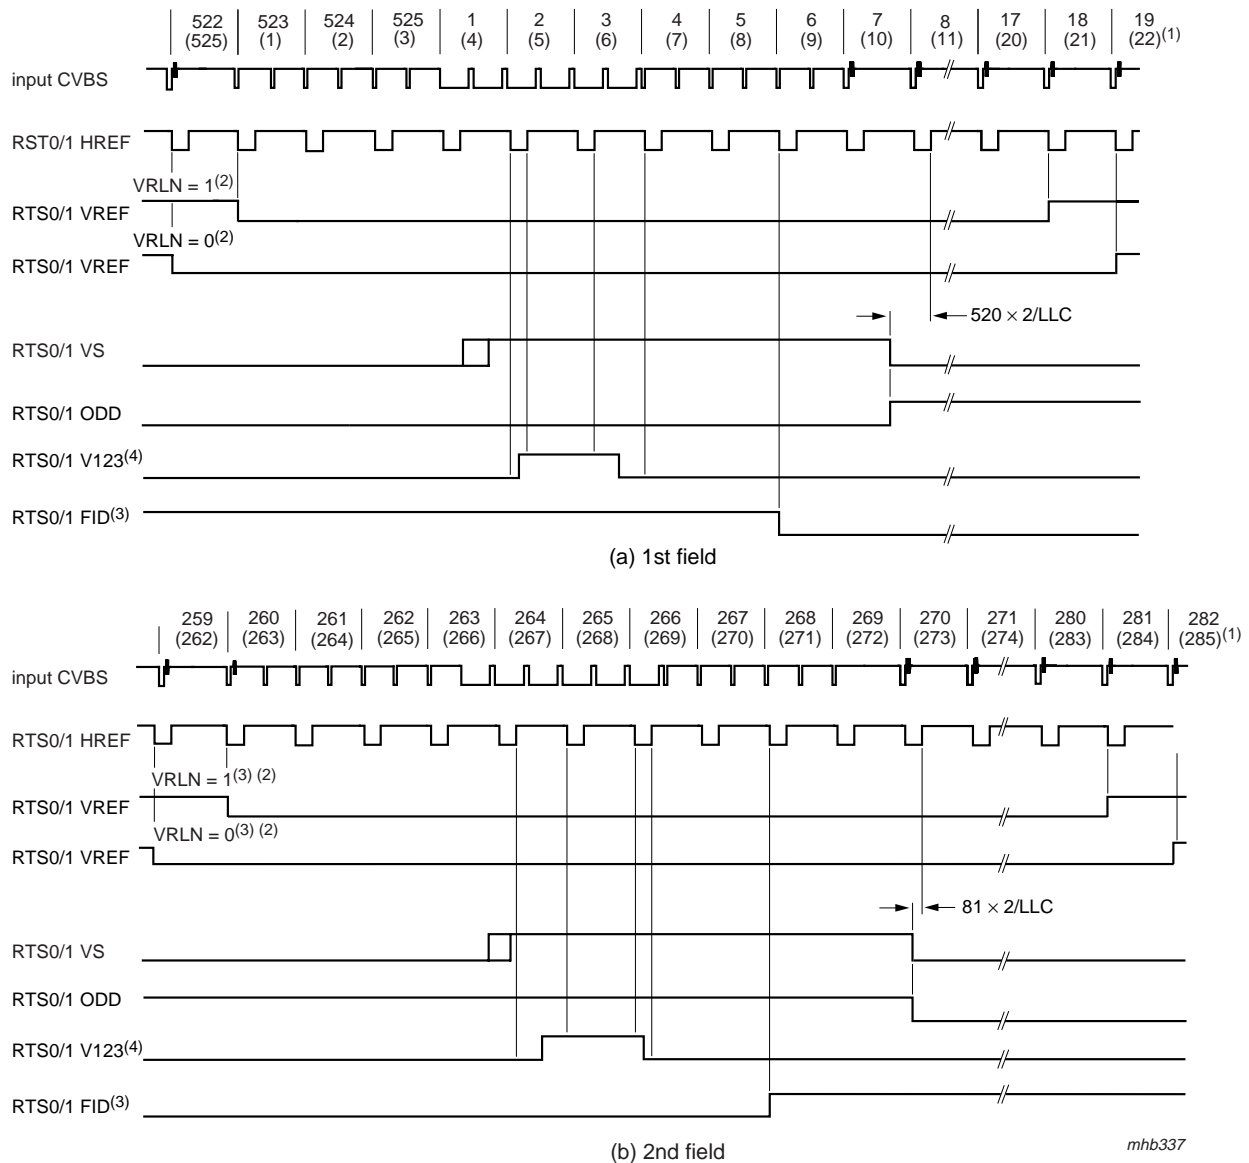 522 523 524 525 1 2 3 4 5 6 7 8 17 18 19
(525) (1) (2) (3) (4) (5) (6) (7) (8) (9) (10) (11) (20) (21) (22)(1)
input CVBS
RST0/1 HREF
VRLN = 1(2)
RTS0/1 VREF
VRLN = 0(2)
RTS0/1 VREF
520 × 2/LLC
RTS0/1 VS
RTS0/1 ODD
RTS0/1 V123(4)
RTS0/1 FID(3)
(a) 1st field
259 260 261 262 263 264 265 266 267 268 269 270 271 280 281 282
(262) (263) (264) (265) (266) (267) (268) (269) (270) (271) (272) (273) (274) (283) (284) (285)(1)
input CVBS
RTS0/1 HREF
VRLN = 1(3) (2)
RTS0/1 VREF
VRLN = 0(3) (2)
RTS0/1 VREF
81 × 2/LLC
RTS0/1 VS
RTS0/1 ODD
RTS0/1 V123(4)
RTS0/1 FID(3)
(b) 2nd field
mhb337